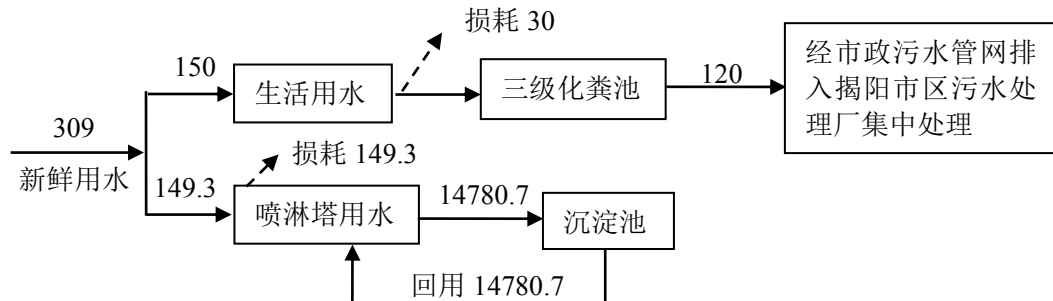 损耗 30
150
生活用水
三级化粪池
120
经市政污水管网排
入揭阳市区污水处
理厂集中处理
309
新鲜用水
损耗 149.3
149.3
喷淋塔用水
14780.7
沉淀池
回用 14780.7